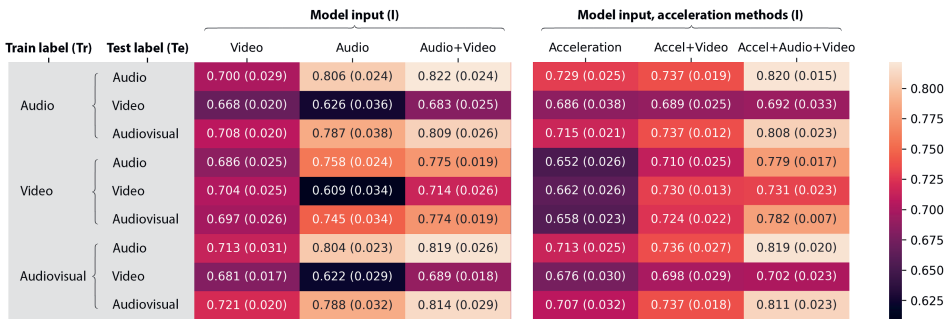 Model input (I) Model input, acceleration methods (I)
Train label (Tr) Test label (Te) Video Audio Audio+Video Acceleration Accel+Video Accel+Audio+Video
Audio 0.700 (0.029) 0.806 (0.024) 0.822 (0.024) 0.729 (0.025) 0.737 (0.019) 0.820 (0.015)
Audio Video 0.668 (0.020) 0.626 (0.036) 0.683 (0.025) 0.686 (0.038) 0.689 (0.025) 0.692 (0.033)
Audiovisual 0.708 (0.020) 0.787 (0.038) 0.809 (0.026) 0.715 (0.021) 0.737 (0.012) 0.808 (0.023)
Audio 0.686 (0.025) 0.758 (0.024) 0.775 (0.019) 0.652 (0.026) 0.710 (0.025) 0.779 (0.017)
Video Video 0.704 (0.025) 0.609 (0.034) 0.714 (0.026) 0.662 (0.026) 0.730 (0.013) 0.731 (0.023)
Audiovisual 0.697 (0.026) 0.745 (0.034) 0.774 (0.019) 0.658 (0.023) 0.724 (0.022) 0.782 (0.007)
Audio 0.713 (0.031) 0.804 (0.023) 0.819 (0.026) 0.713 (0.025) 0.736 (0.027) 0.819 (0.020)
Audiovisual Video 0.681 (0.017) 0.622 (0.029) 0.689 (0.018) 0.676 (0.030) 0.698 (0.029) 0.702 (0.023)
Audiovisual 0.721 (0.020) 0.788 (0.032) 0.814 (0.029) 0.707 (0.032) 0.737 (0.018) 0.811 (0.023)
0.800
0.775
0.750
0.725
0.700
0.675
0.650
0.625